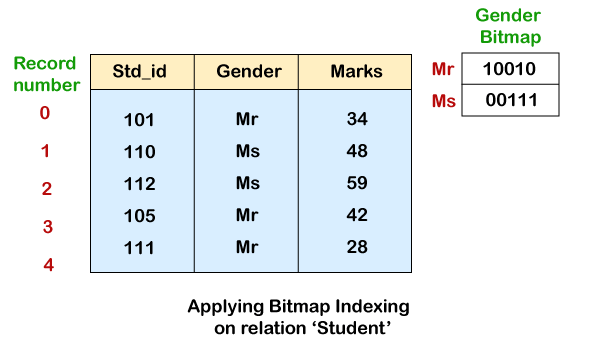 Gender
Bitmap
Record
number
Std_id Gender Marks
Mr 10010
Ms 00111
0 101 Mr 34
1 110 Ms 48
2 112 Ms 59
3 105 Mr 42
4 111 Mr 28
Applying Bitmap Indexing
on relation ‘Student’